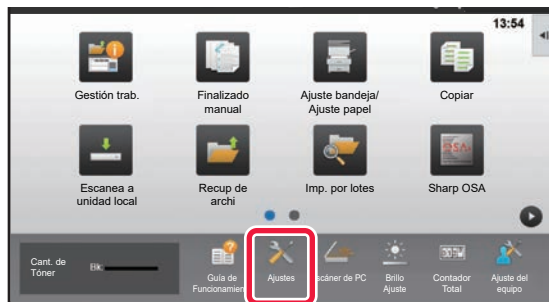 13:54
Gestión trab.
Finalizado
manual
Ajuste bandeja/
Ajuste papel
Copiar
Escanea a
unidad local
Recup de
archi
Imp. por lotes
Sharp OSA
Cant. de
Tóner
Bk:
Guía de
Funcionamien
Ajustes
scáner de PC
Brillo
Ajuste
Contador
Total
Ajuste del
equipo